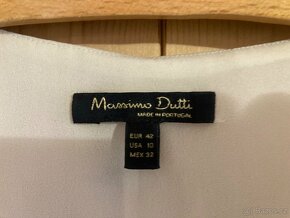 Massimo Dutti
MADE IN PORTUGAL
EUR 42
USA 10
MEX 32